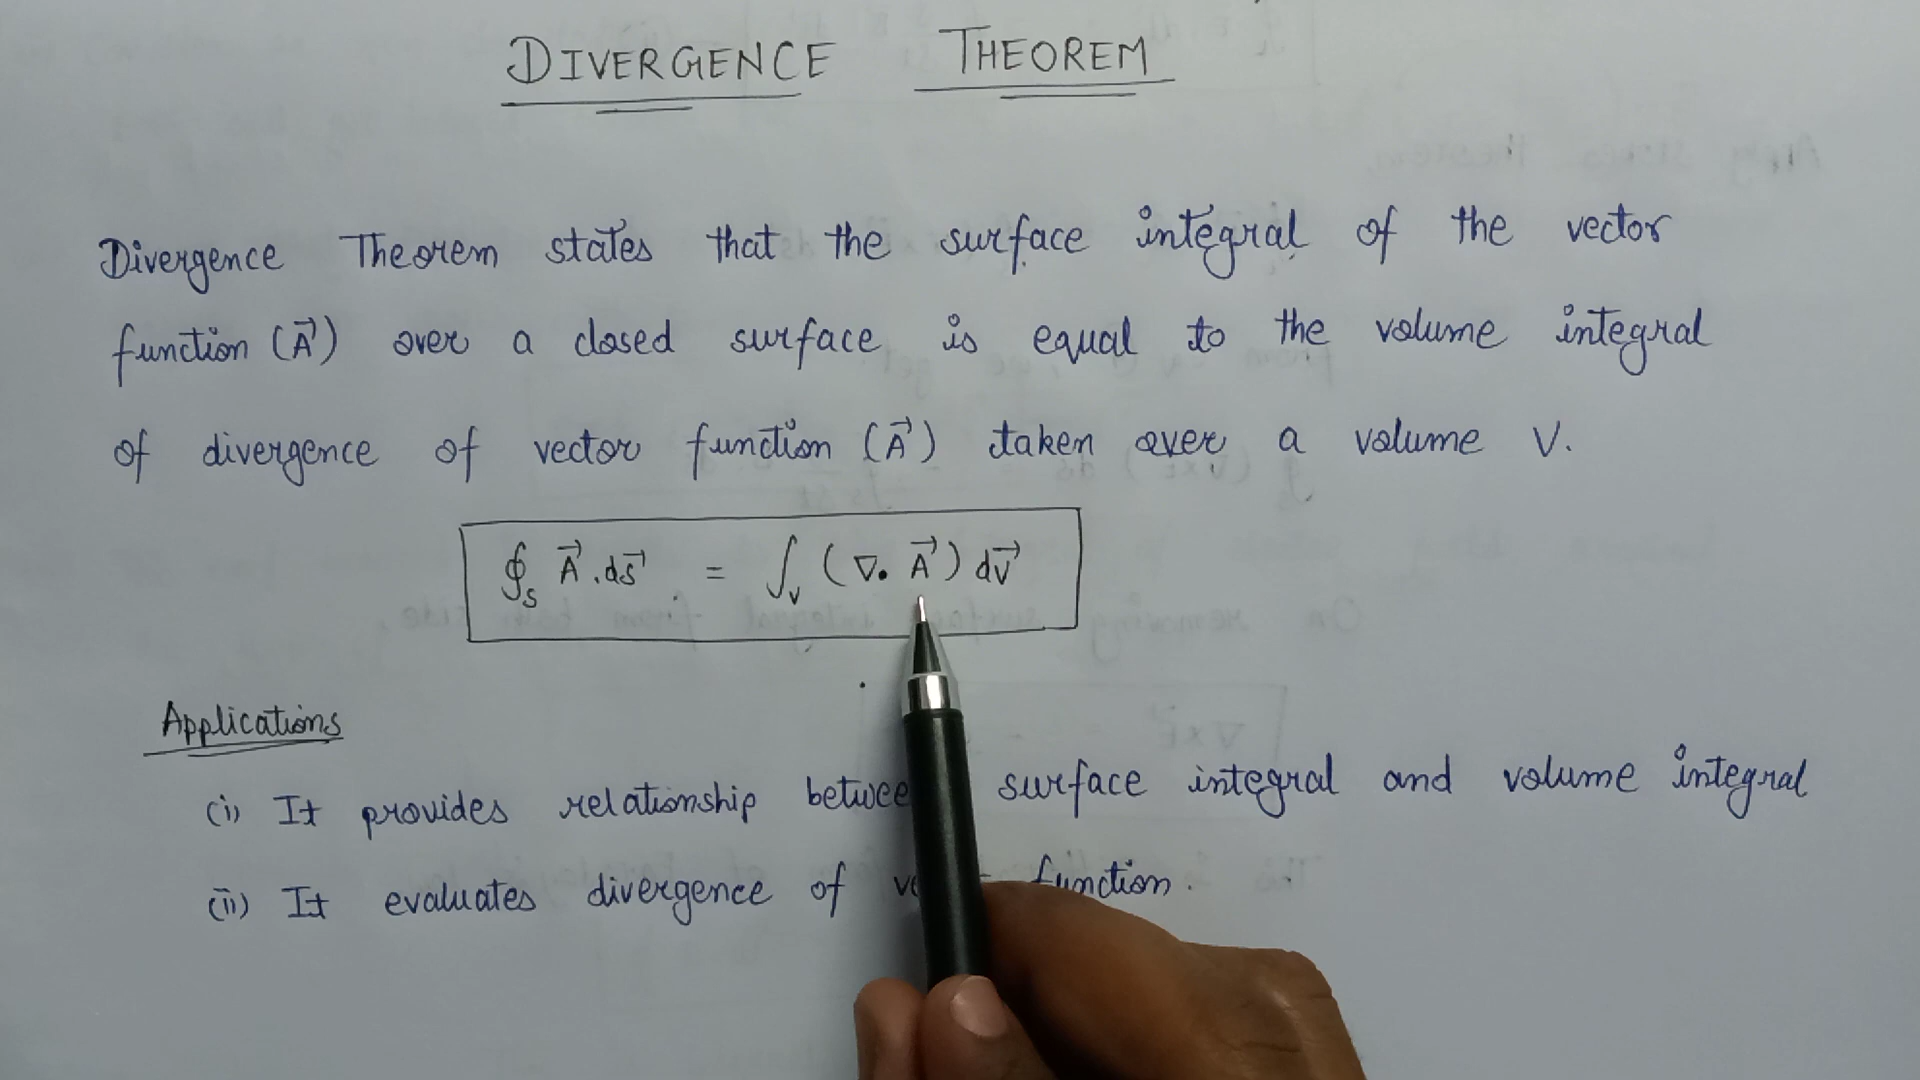 DIVERGENCE THEOREM
Divergence Theorem states that the surface integral of the vector
function (A⃗) over a closed surface is equal to the volume integral
of divergence of vector function (A⃗) taken over a volume V.
∮_S A⃗ . dS⃗ = ∫_V (∇. A⃗) dV⃗
Applications
(i) It provides relationship betwee surface integral and volume integral
(ii) It evaluates divergence of function.